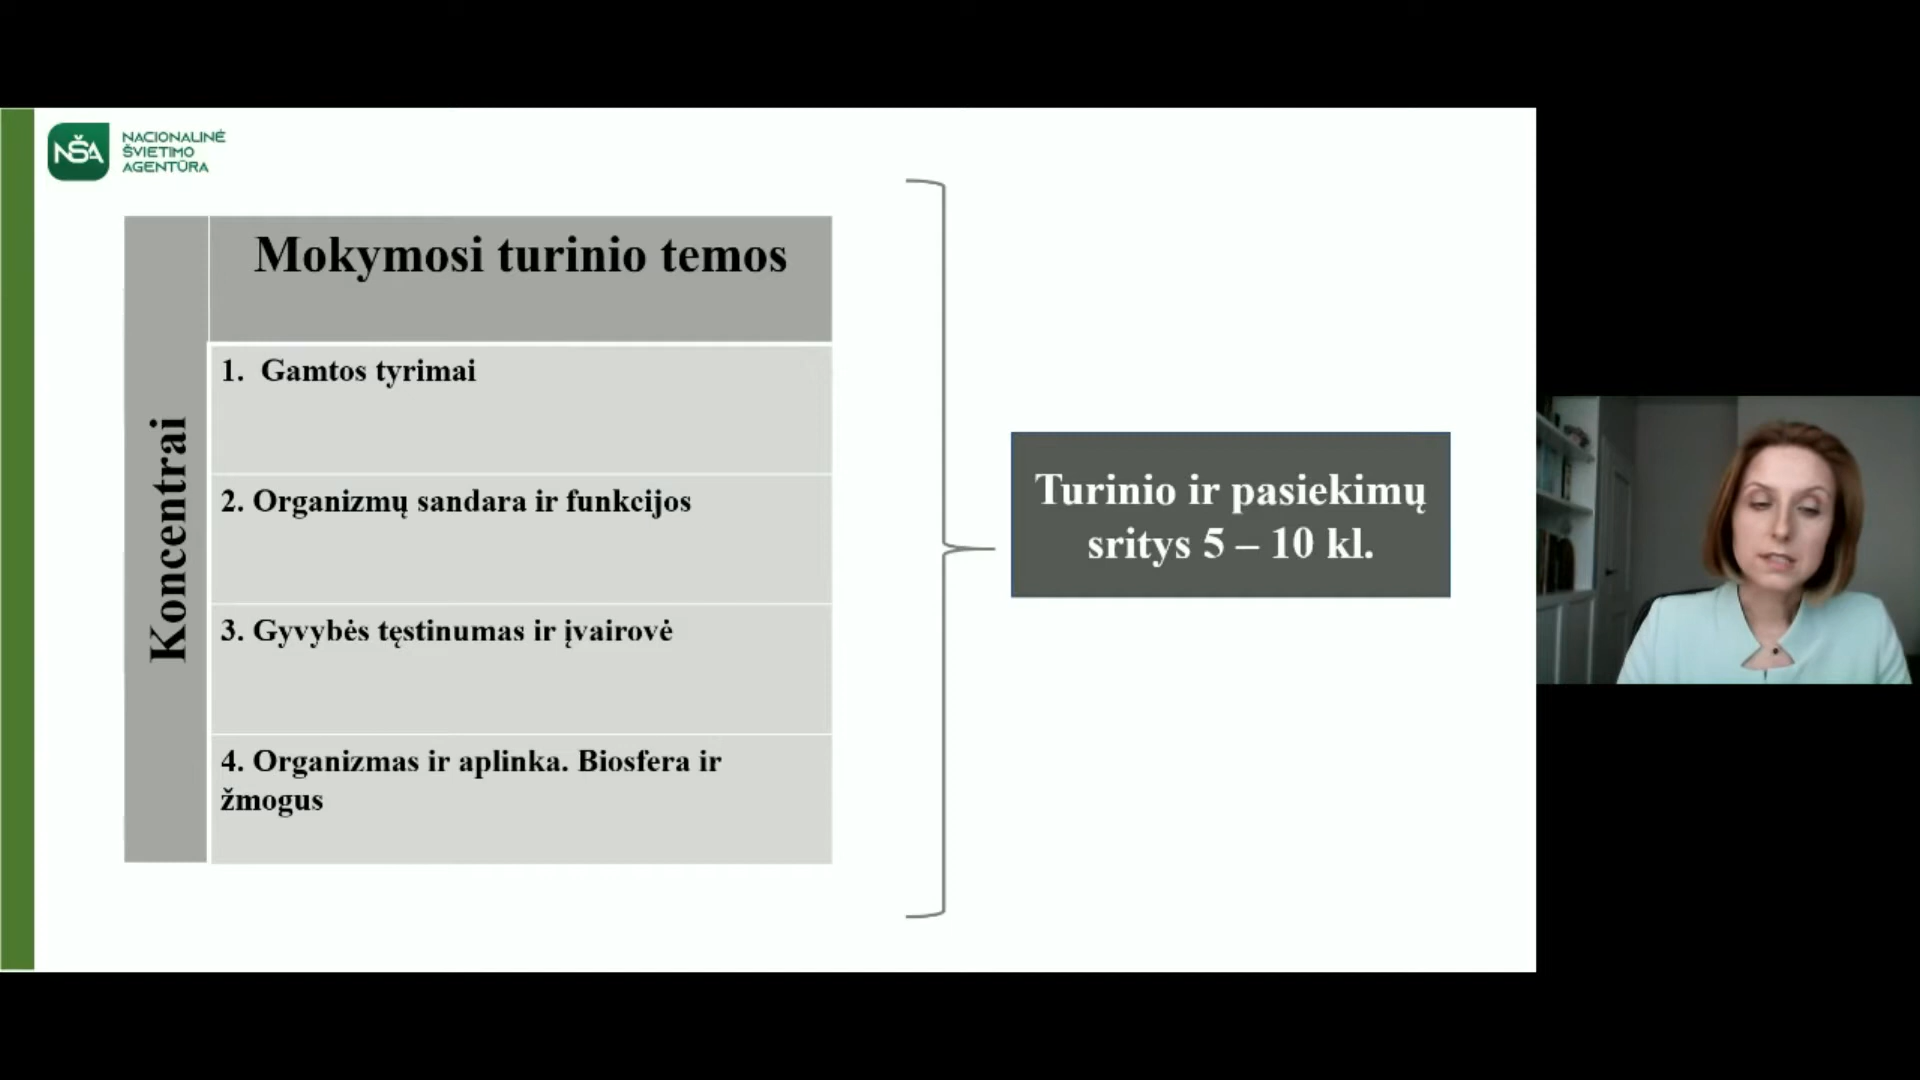 NŠA
NACIONALINĖ
ŠVIETIMO
AGENTŪRA
Koncentrai
Mokymosi turinio temos
1. Gamtos tyrimai
2. Organizmų sandara ir funkcijos
3. Gyvybės tęstinumas ir įvairovė
4. Organizmas ir aplinka. Biosfera ir
žmogus
Turinio ir pasiekimų
sritys 5 – 10 kl.